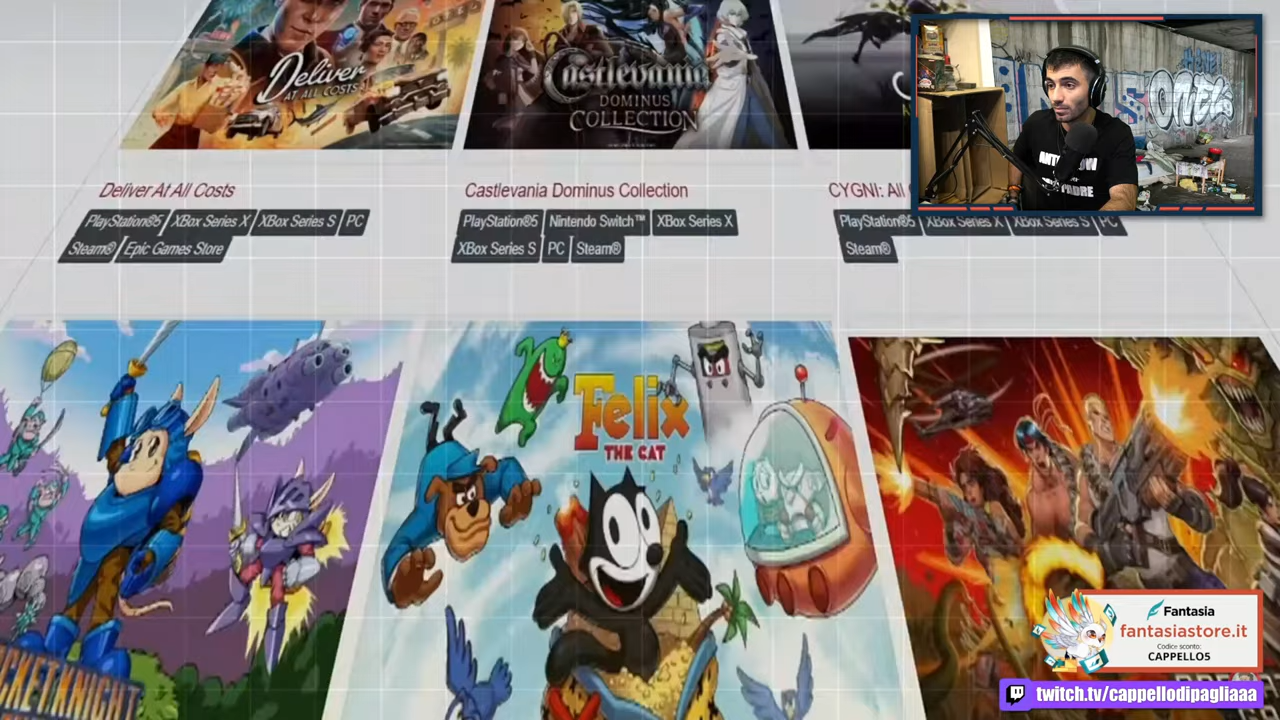 Deliver
AT ALL COSTS
Castlevania
DOMINUS
COLLECTION
Deliver At All Costs
PlayStation®5 XBox Series X XBox Series S PC
Steam® Epic Games Store
Castlevania Dominus Collection
PlayStation®5 Nintendo Switch™ XBox Series X
XBox Series S PC Steam®
CYGNI: All
PlayStation®5 XBox Series X XBox Series S PC
Steam®
Felix
THE CAT
Fantasia
fantasiastore.it
Codice sconto:
CAPPELLO5
twitch.tv/cappellodipagliaaa